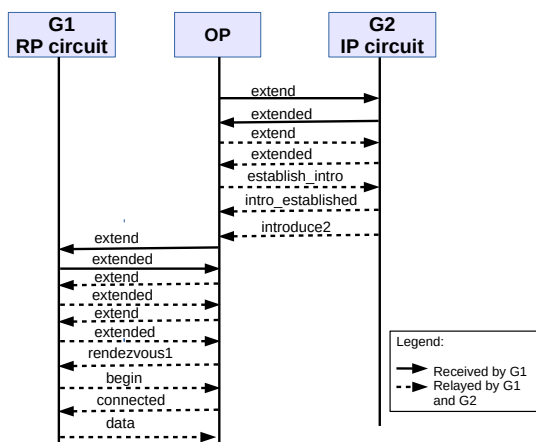 G1
RP circuit
OP
G2
IP circuit
extend
extended
extend
extended
establish_intro
intro_established
introduce2
extend
extended
extend
extended
extend
extended
rendezvous1
begin
connected
data
Legend:
Received by G1
Relayed by G1
and G2